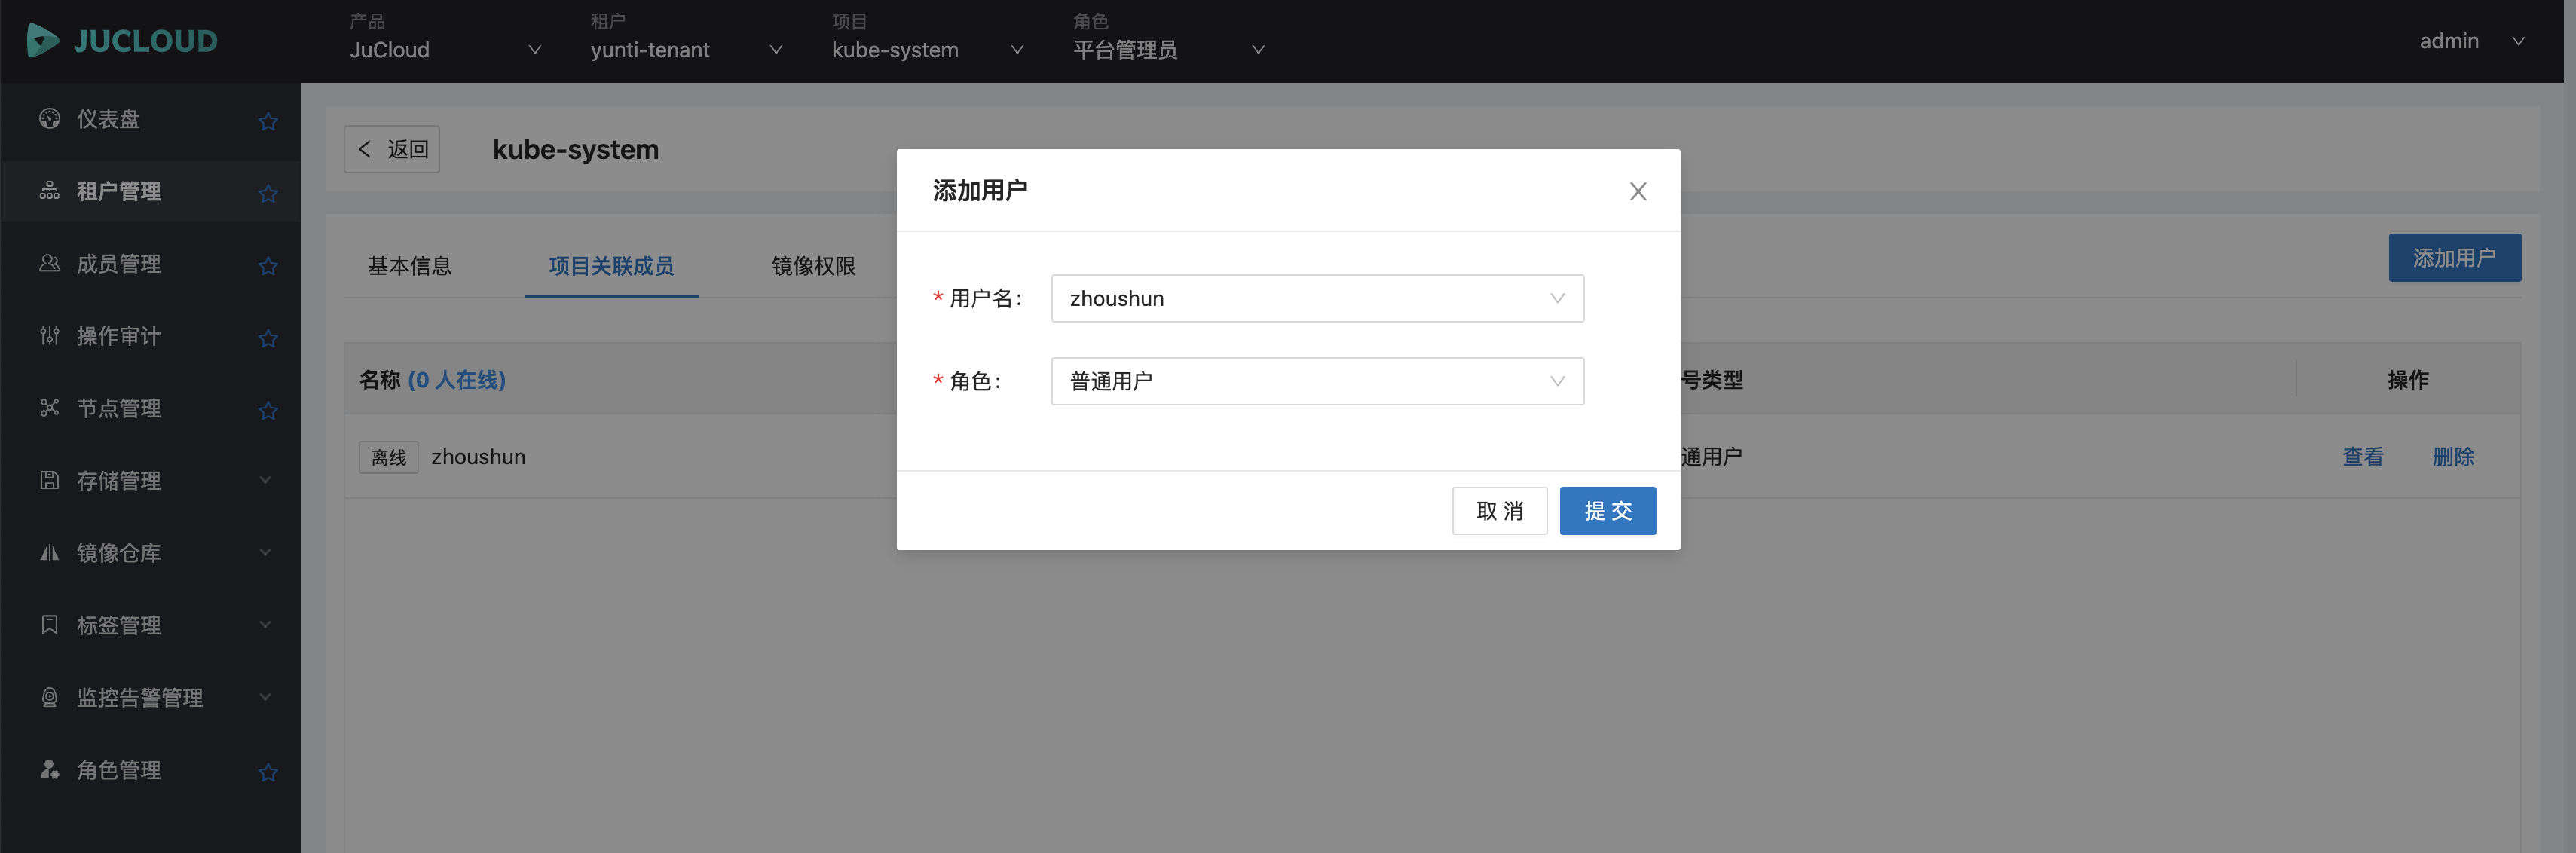 JUCLOUD
产品
JuCloud
租户
yunti-tenant
项目
kube-system
角色
平台管理员
admin
仪表盘
租户管理
成员管理
操作审计
节点管理
存储管理
镜像仓库
标签管理
监控告警管理
角色管理
返回
kube-system
基本信息
项目关联成员
镜像权限
添加用户
名称 (0 人在线)
号类型
操作
离线 zhoushun
通用户
查看 删除
添加用户
* 用户名:
zhoushun
* 角色:
普通用户
取 消
提 交